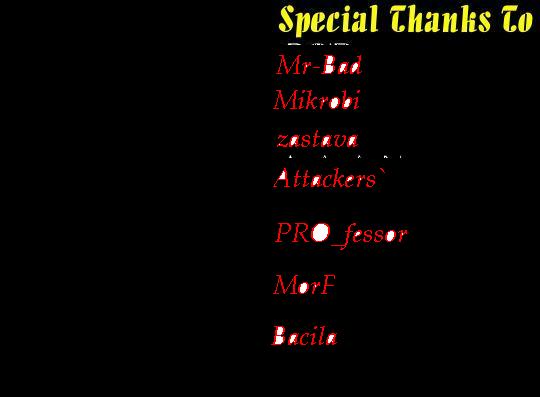 Special Thanks To
Mr-Bad
Mikrobi
zastava
Attackers`
PRO_fessor
MorF
Bacila